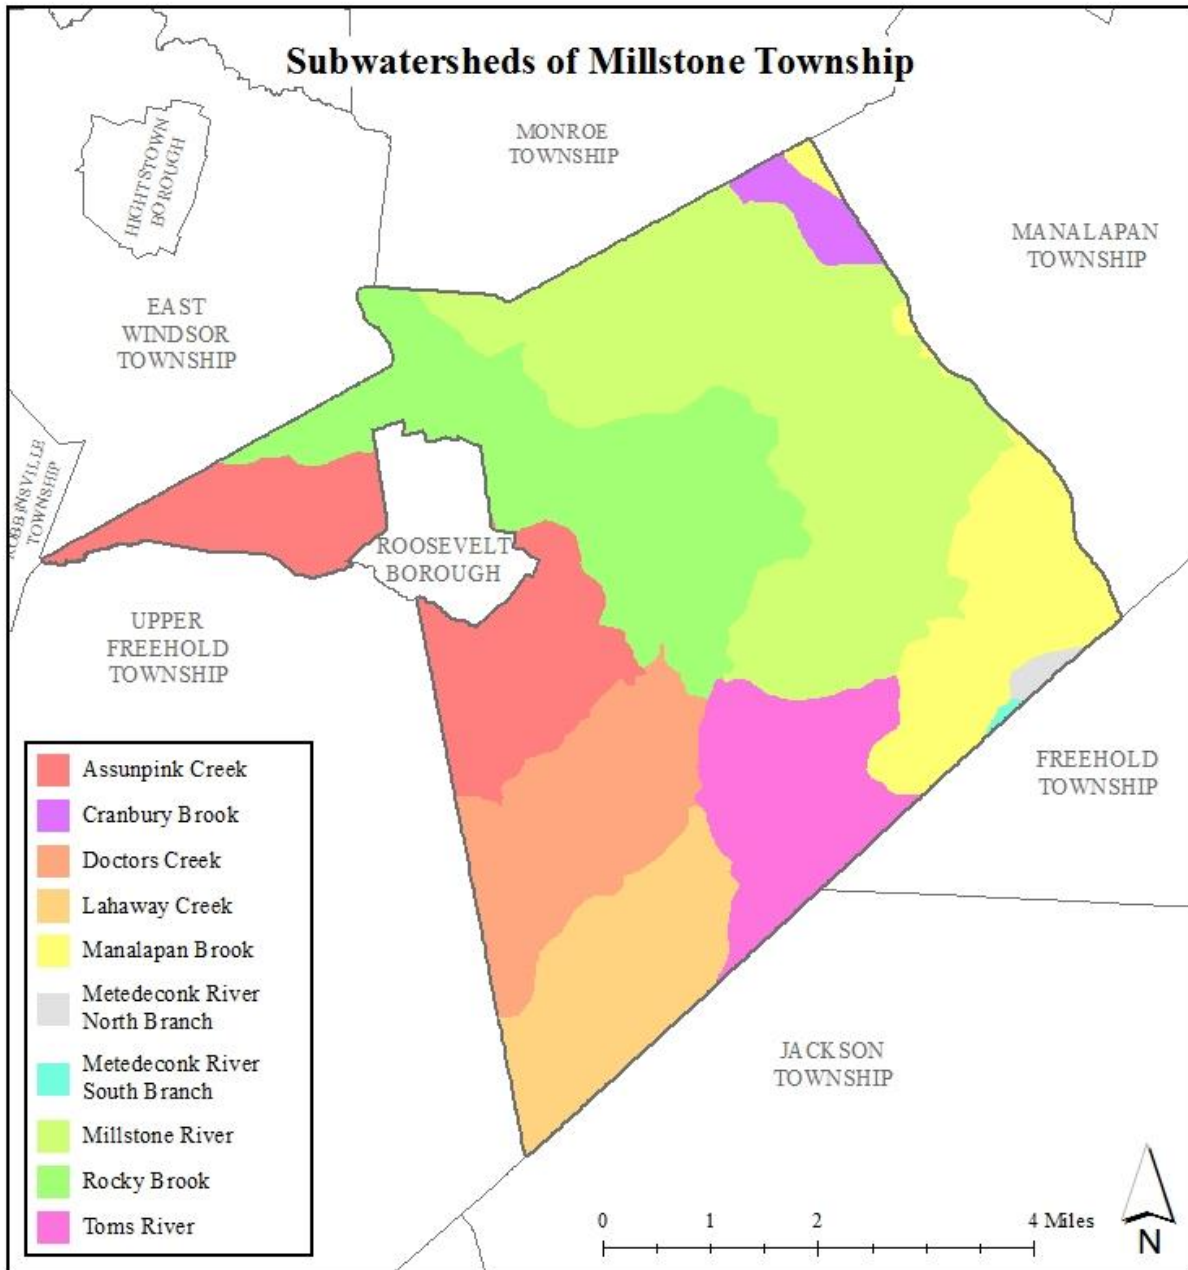 Subwatersheds of Millstone Township
MONROE
TOWNSHIP
HIGHTSTOWN
BOROUGH
MANALAPAN
TOWNSHIP
EAST
WINDSOR
TOWNSHIP
ROBBINSVILLE
TOWNSHIP
ROOSEVELT
BOROUGH
UPPER
FREEHOLD
TOWNSHIP
FREEHOLD
TOWNSHIP
JACKSON
TOWNSHIP
Assunpink Creek
Cranbury Brook
Doctors Creek
Lahaway Creek
Manalapan Brook
Metedeconk River
North Branch
Metedeconk River
South Branch
Millstone River
Rocky Brook
Toms River
0 1 2 4 Miles
N